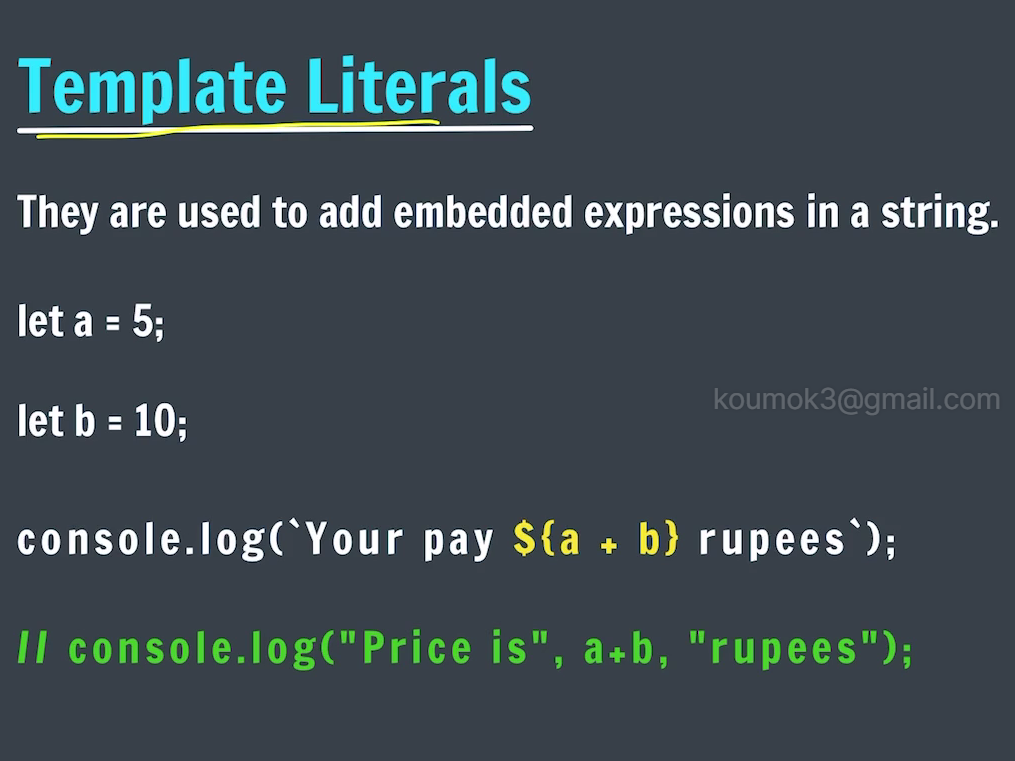 Template Literals
They are used to add embedded expressions in a string.
let a = 5;
koumok3@gmail.com
let b = 10;
console.log(`Your pay ${a + b} rupees`);
// console.log("Price is", a+b, "rupees");